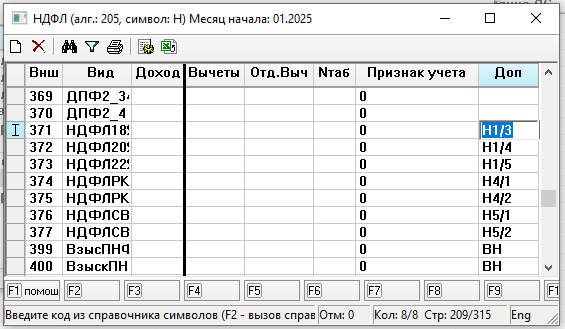 НДФЛ (алг.: 205, символ: Н) Месяц начала: 01.2025
Внш Вид Доход Вычеты Отд.Выч Nтаб Признак учета Доп
369 ДПФ2_3 0
370 ДПФ2_4 0
371 НДФЛ18 0 Н1/3
372 НДФЛ20 0 Н1/4
373 НДФЛ22 0 Н1/5
374 НДФЛРК 0 Н4/1
375 НДФЛРК 0 Н4/2
376 НДФЛСВ 0 Н5/1
377 НДФЛСВ 0 Н5/2
399 ВзысПН 0 ВН
400 ВзыскПН 0 ВН
F1 помощ F2 F3 F4 F5 F6 F7 F8 F9 F1
Введите код из справочника символов (F2 - вызов справ Отм: 0 Кол: 8/8 Стр: 209/315 Eng